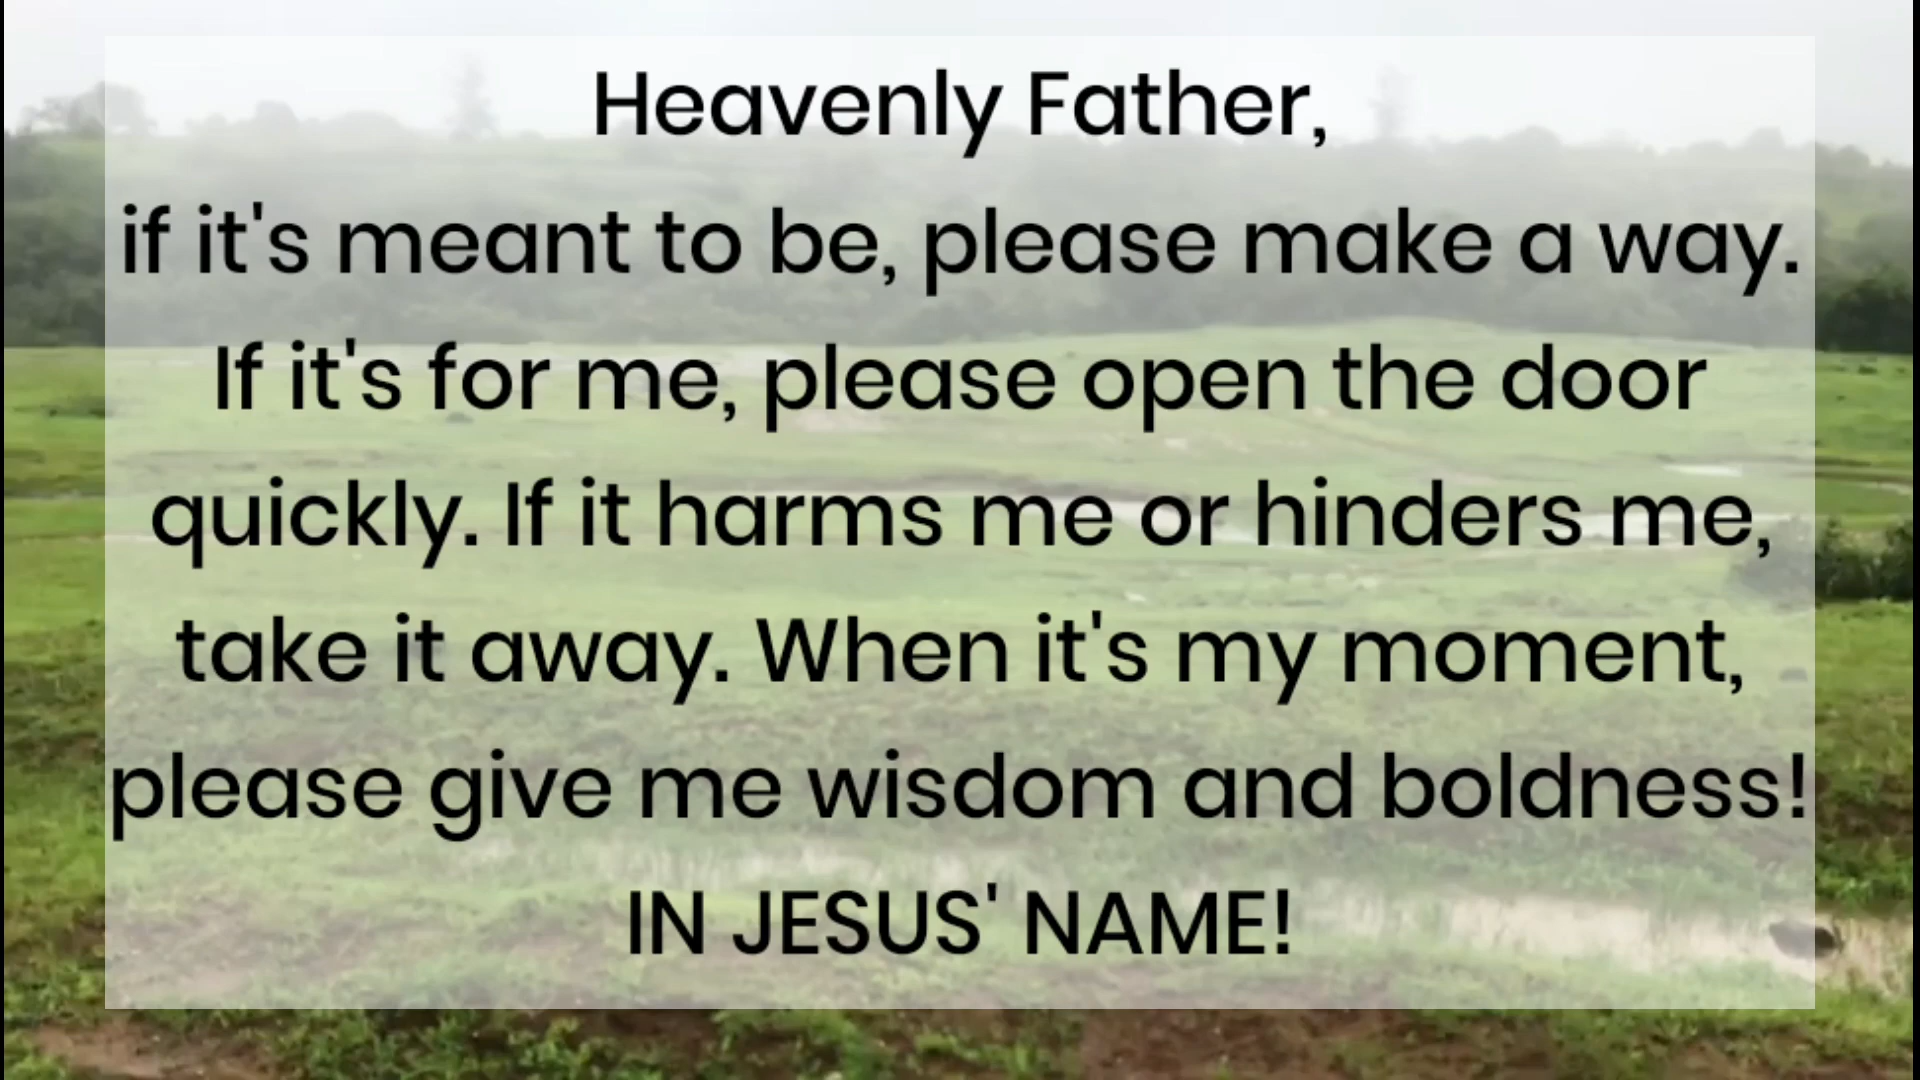 Heavenly Father,
if it's meant to be, please make a way.
If it's for me, please open the door
quickly. If it harms me or hinders me,
take it away. When it's my moment,
please give me wisdom and boldness!
IN JESUS' NAME!